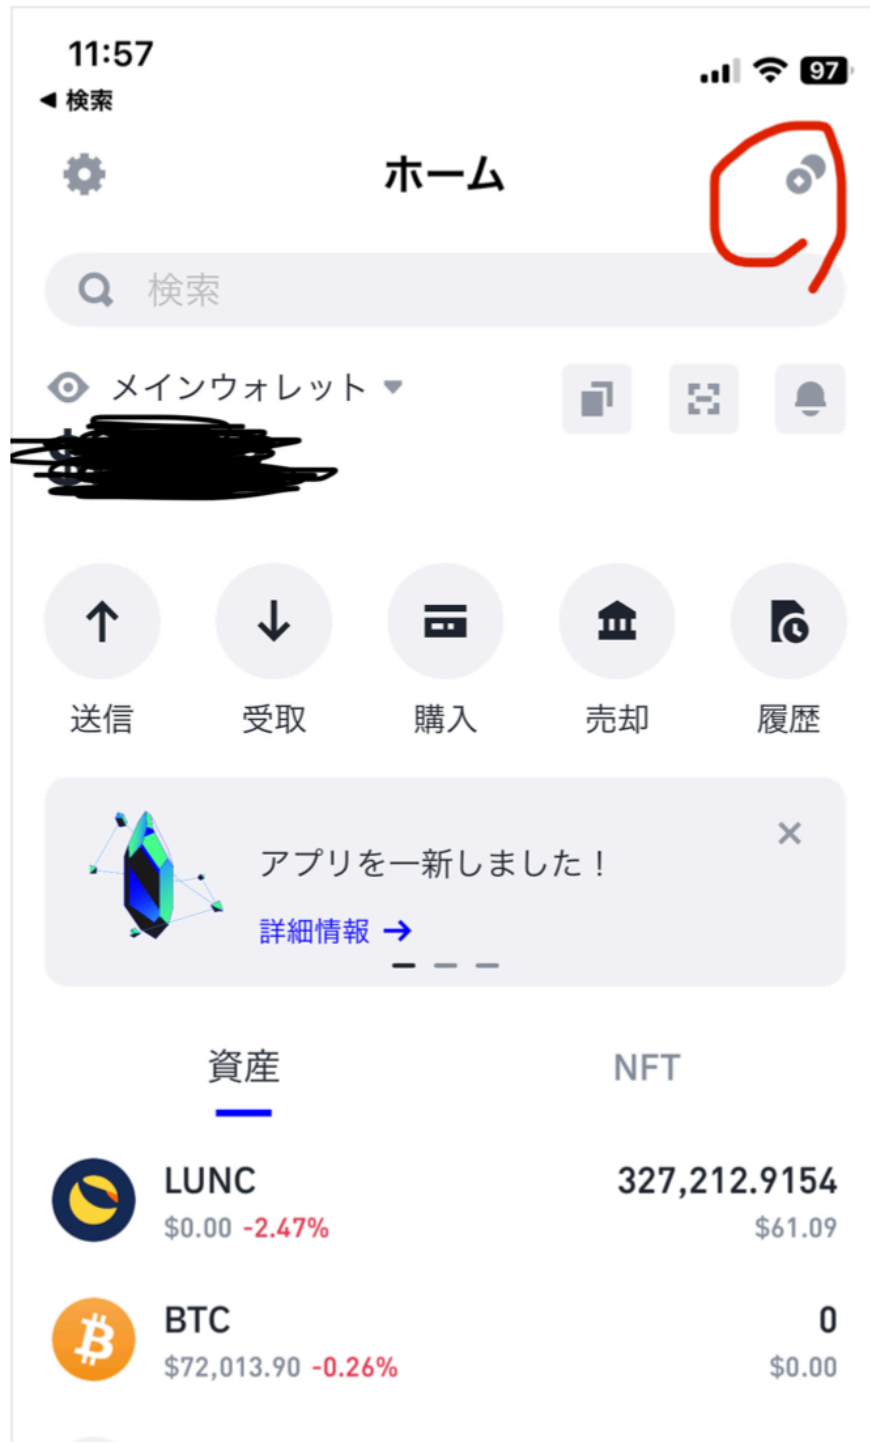 11:57
97
◀ 検索
ホーム
検索
メインウォレット
送信 受取 購入 売却 履歴
アプリを一新しました！
詳細情報 →
資産 NFT
LUNC 327,212.9154
$0.00 -2.47% $61.09
BTC 0
$72,013.90 -0.26% $0.00